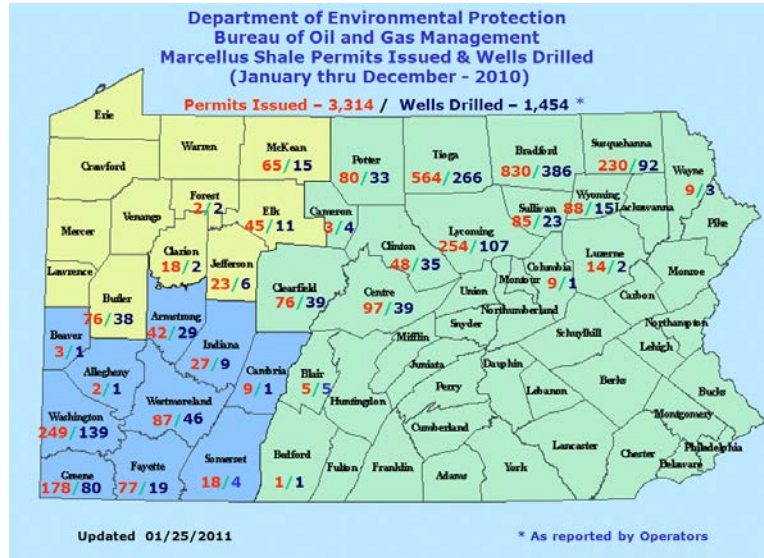 Department of Environmental Protection
Bureau of Oil and Gas Management
Marcellus Shale Permits Issued & Wells Drilled
(January thru December - 2010)
Permits Issued – 3,314 / Wells Drilled – 1,454 *
Erie
Crawford
Warren
McKean
65/15
Potter
80/33
Tioga
564/266
Bradford
830/386
Susquehanna
230/92
Wayne
9/3
Forest
2/2
Elk
45/11
Cameron
3/4
Sullivan
85/23
Wyoming
88/15
Lackawanna
Pike
Mercer
Venango
Clarion
18/2
Jefferson
23/6
Clinton
48/35
Lycoming
254/107
Columbia
9/1
Luzerne
14/2
Monroe
Lawrence
Butler
76/38
Armstrong
42/29
Clearfield
76/39
Centre
97/39
Union
Montour
Northumberland
Carbon
Beaver
3/1
Allegheny
2/1
Indiana
27/9
Cambria
9/1
Blair
5/5
Mifflin
Snyder
Schuylkill
Northampton
Lehigh
Juniata
Dauphin
Berks
Bucks
Washington
249/139
Westmoreland
87/46
Huntingdon
Perry
Lebanon
Montgomery
Cumberland
Lancaster
Chester
Philadelphia
Delaware
Greene
178/80
Fayette
77/19
Somerset
18/4
Bedford
1/1
Fulton
Franklin
Adams
York
Updated 01/25/2011
* As reported by Operators